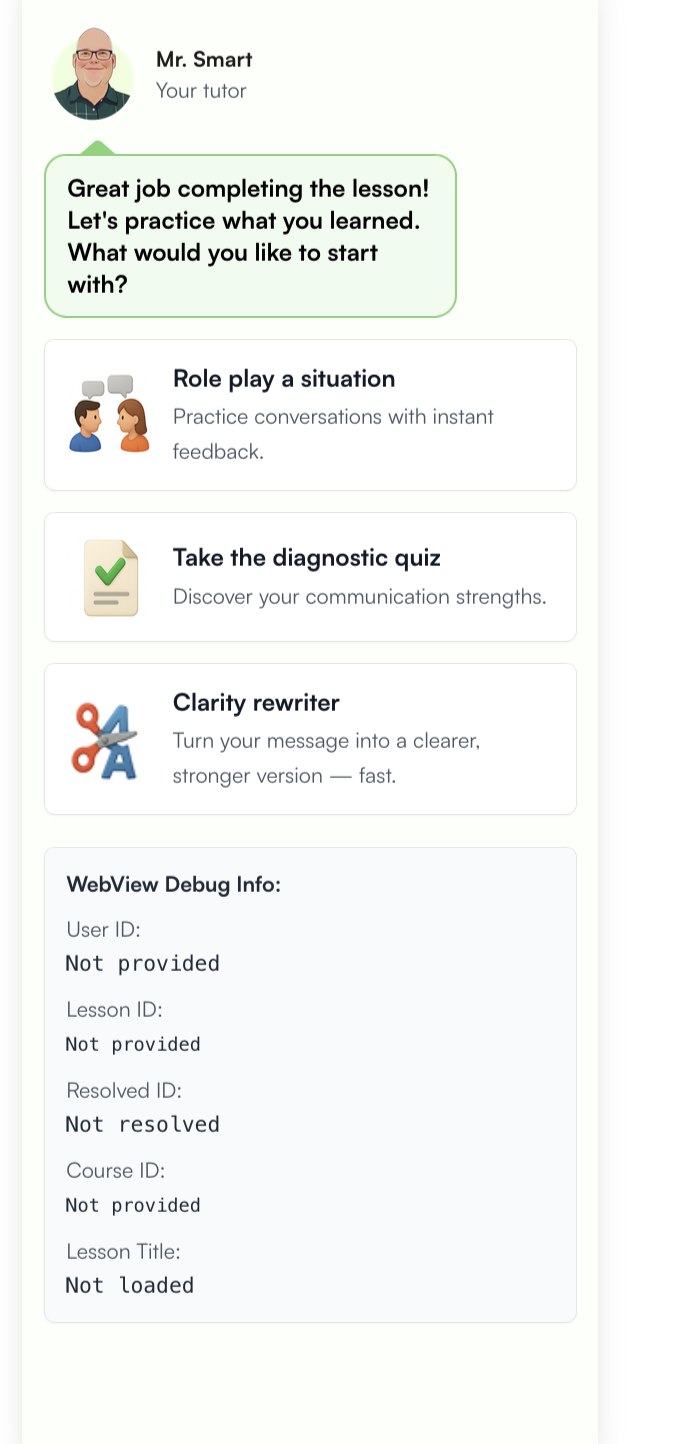 Mr. Smart
Your tutor
Great job completing the lesson!
Let's practice what you learned.
What would you like to start
with?
Role play a situation
Practice conversations with instant
feedback.
Take the diagnostic quiz
Discover your communication strengths.
Clarity rewriter
Turn your message into a clearer,
stronger version — fast.
WebView Debug Info:
User ID:
Not provided
Lesson ID:
Not provided
Resolved ID:
Not resolved
Course ID:
Not provided
Lesson Title:
Not loaded